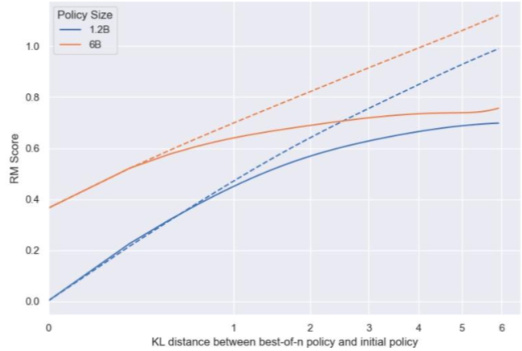 Policy Size
1.2B
6B
1.0
0.8
0.6
0.4
0.2
0.0
RM Score
0 1 2 3 4 5 6
KL distance between best-of-n policy and initial policy